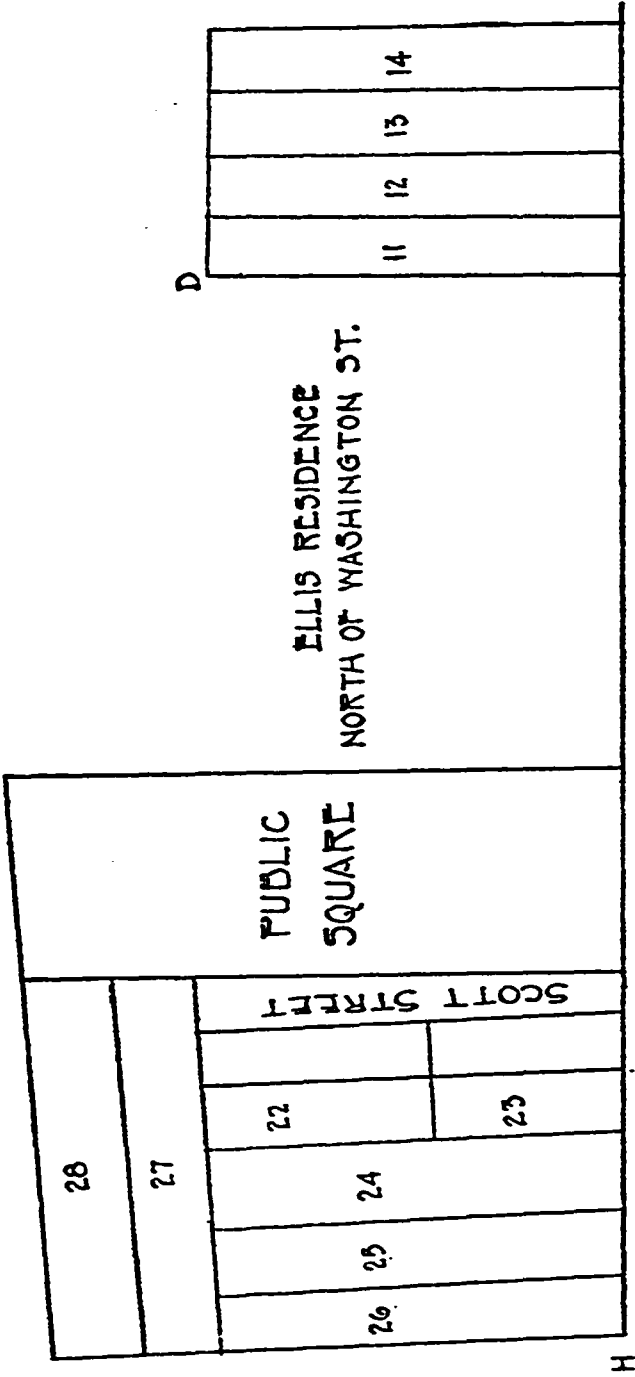 28
27
26
25
24
22
23
SCOTT STREET
PUBLIC
SQUARE
ELLIS RESIDENCE
NORTH OF WASHINGTON ST.
D
11
12
13
14
H